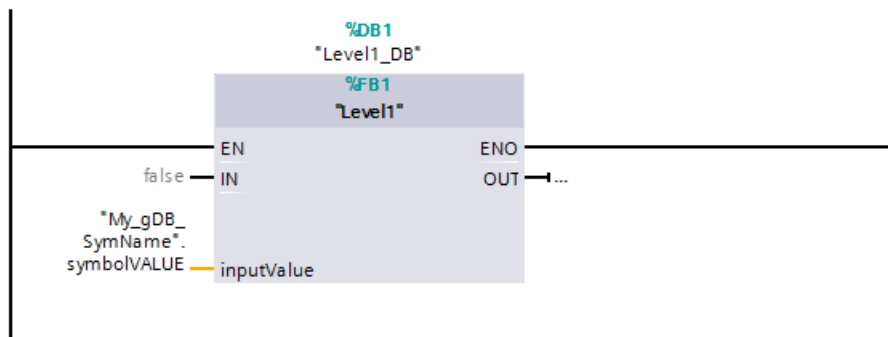 %DB1
"Level1_DB"
%FB1
"Level1"
EN ENO
false IN OUT ...
"My_gDB_
SymName".
symbolVALUE inputValue